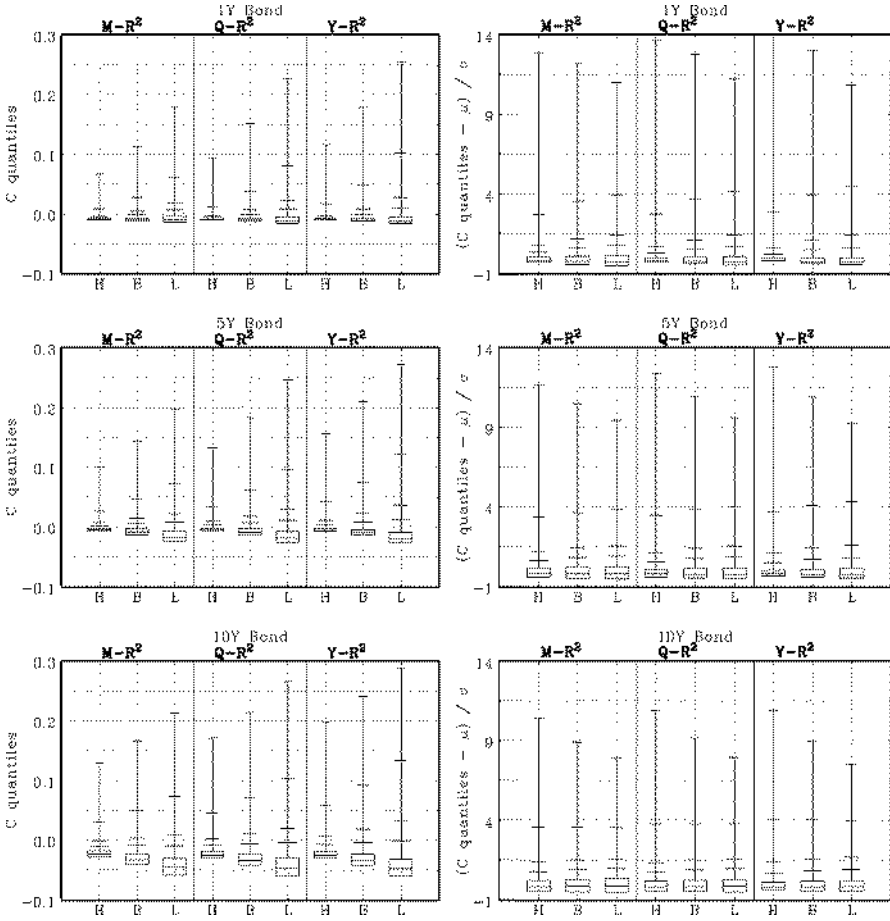 1Y Bond
M-R² Q-R² Y-R²
0.3
0.2
0.1
0.0
-0.1
C quantiles
H B L H B L H B L
1Y Bond
M-R² Q-R² Y-R²
14
9
4
-1
(C quantiles - μ) / σ
H B L H B L H B L
5Y Bond
M-R² Q-R² Y-R²
0.3
0.2
0.1
0.0
-0.1
C quantiles
H B L H B L H B L
5Y Bond
M-R² Q-R² Y-R²
14
9
4
-1
(C quantiles - μ) / σ
H B L H B L H B L
10Y Bond
M-R² Q-R² Y-R²
0.3
0.2
0.1
0.0
-0.1
C quantiles
H B L H B L H B L
10Y Bond
M-R² Q-R² Y-R²
14
9
4
-1
(C quantiles - μ) / σ
H B L H B L H B L